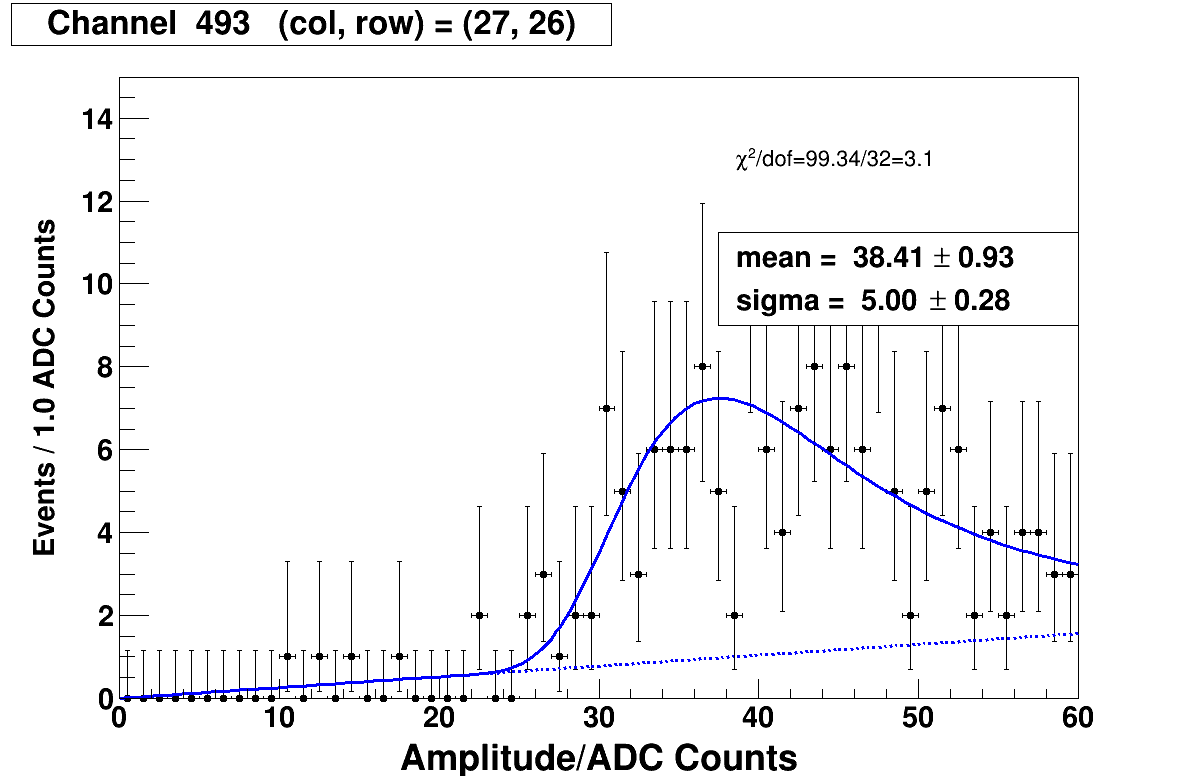 Channel 493 (col, row) = (27, 26)
14
12
10
8
6
4
2
0
Events / 1.0 ADC Counts
χ²/dof=99.34/32=3.1
mean = 38.41 ± 0.93
sigma = 5.00 ± 0.28
0 10 20 30 40 50 60
Amplitude/ADC Counts